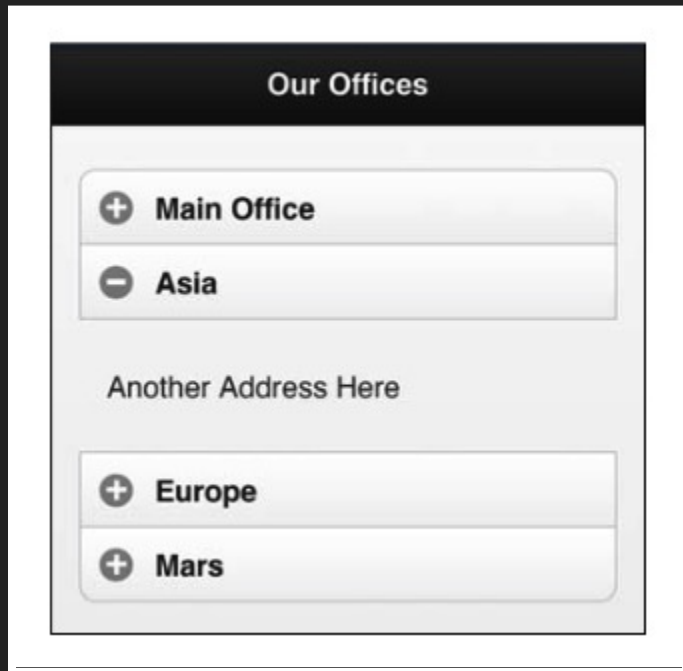 Our Offices
Main Office
Asia
Another Address Here
Europe
Mars